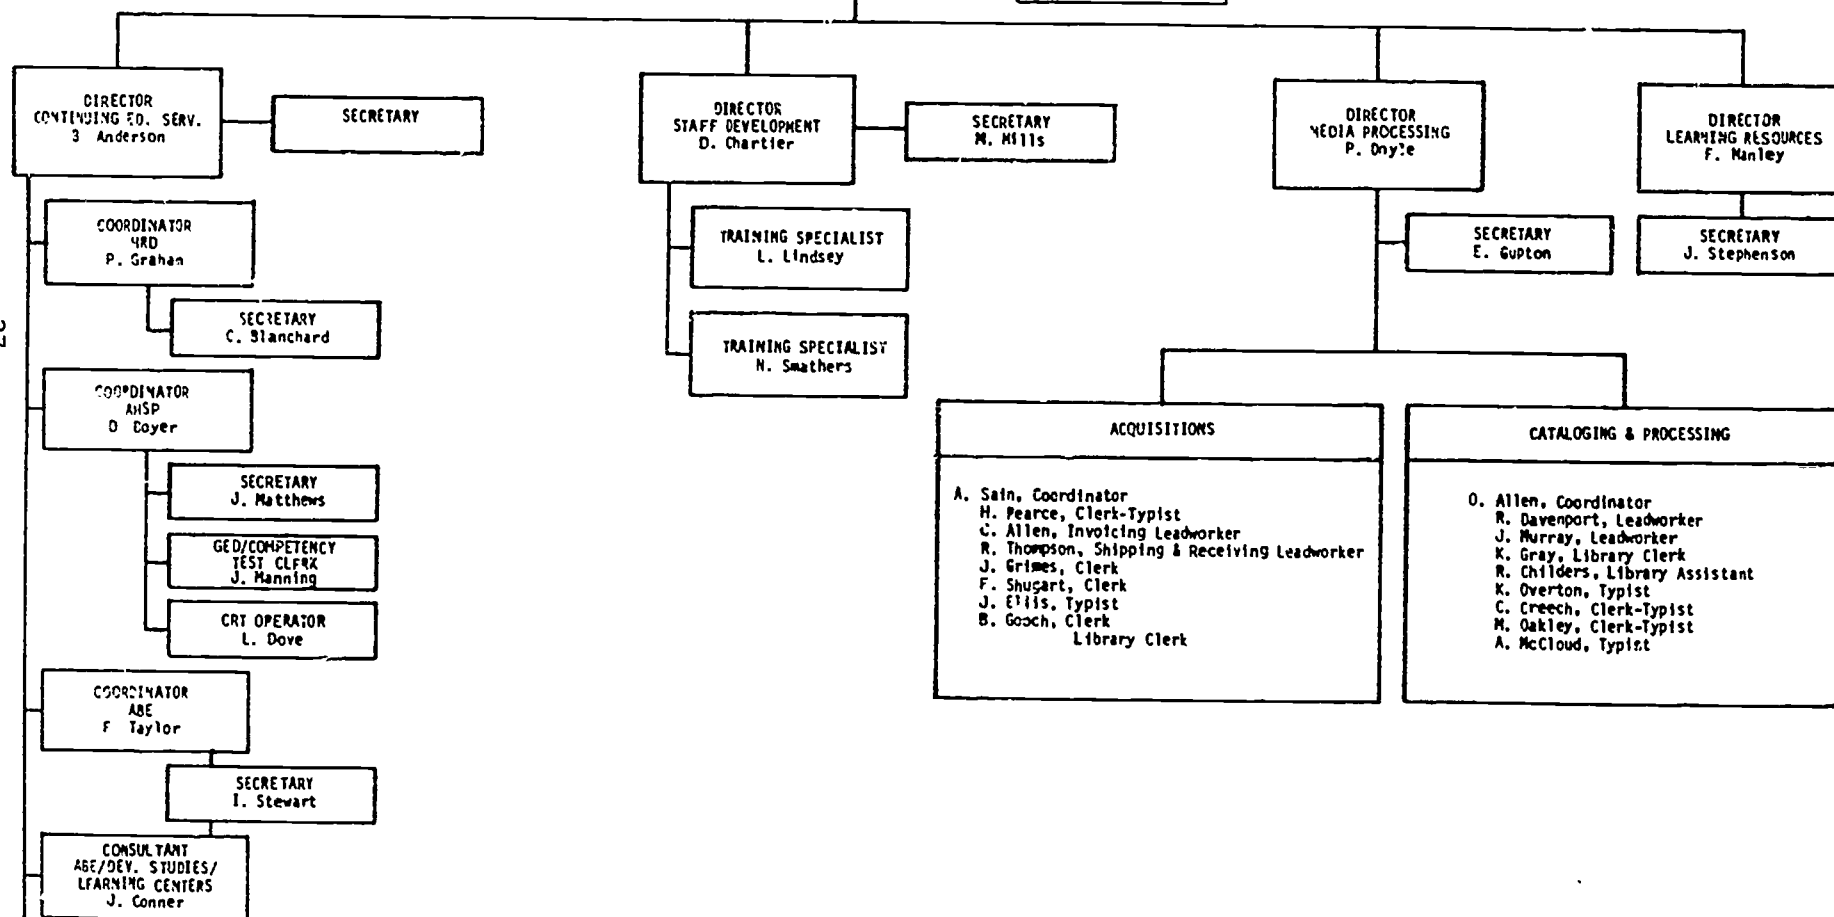 DIRECTOR
CONTINUING ED. SERV.
B Anderson
SECRETARY
DIRECTOR
STAFF DEVELOPMENT
D. Chartier
SECRETARY
M. Mills
DIRECTOR
MEDIA PROCESSING
P. Doyle
DIRECTOR
LEARNING RESOURCES
F. Manley
COORDINATOR
HRD
P. Graham
SECRETARY
C. Blanchard
TRAINING SPECIALIST
L. Lindsey
TRAINING SPECIALIST
N. Smathers
SECRETARY
E. Gupton
SECRETARY
J. Stephenson
COORDINATOR
AHSP
D
SECRETARY
J. Matthews
GED/COMPETENCY
TEST CLERK
J. Manning
CRT OPERATOR
L. Dove
COORDINATOR
ABE
F Taylor
SECRETARY
I. Stewart
CONSULTANT
ABE/DEV. STUDIES/
LEARNING CENTERS
J. Conner
ACQUISITIONS
A. Sain, Coordinator
H. Pearce, Clerk-Typist
C. Allen, Invoicing Leadworker
R. Thompson, Shipping & Receiving Leadworker
J. Grimes, Clerk
F. Shugart, Clerk
J. Ellis, Typist
B. Gooch, Clerk
Library Clerk
CATALOGING & PROCESSING
O. Allen, Coordinator
R. Davenport, Leadworker
J. Murray, Leadworker
K. Gray, Library Clerk
R. Childers, Library Assistant
K. Overton, Typist
C. Creech, Clerk-Typist
M. Oakley, Clerk-Typist
A. McCloud, Typist